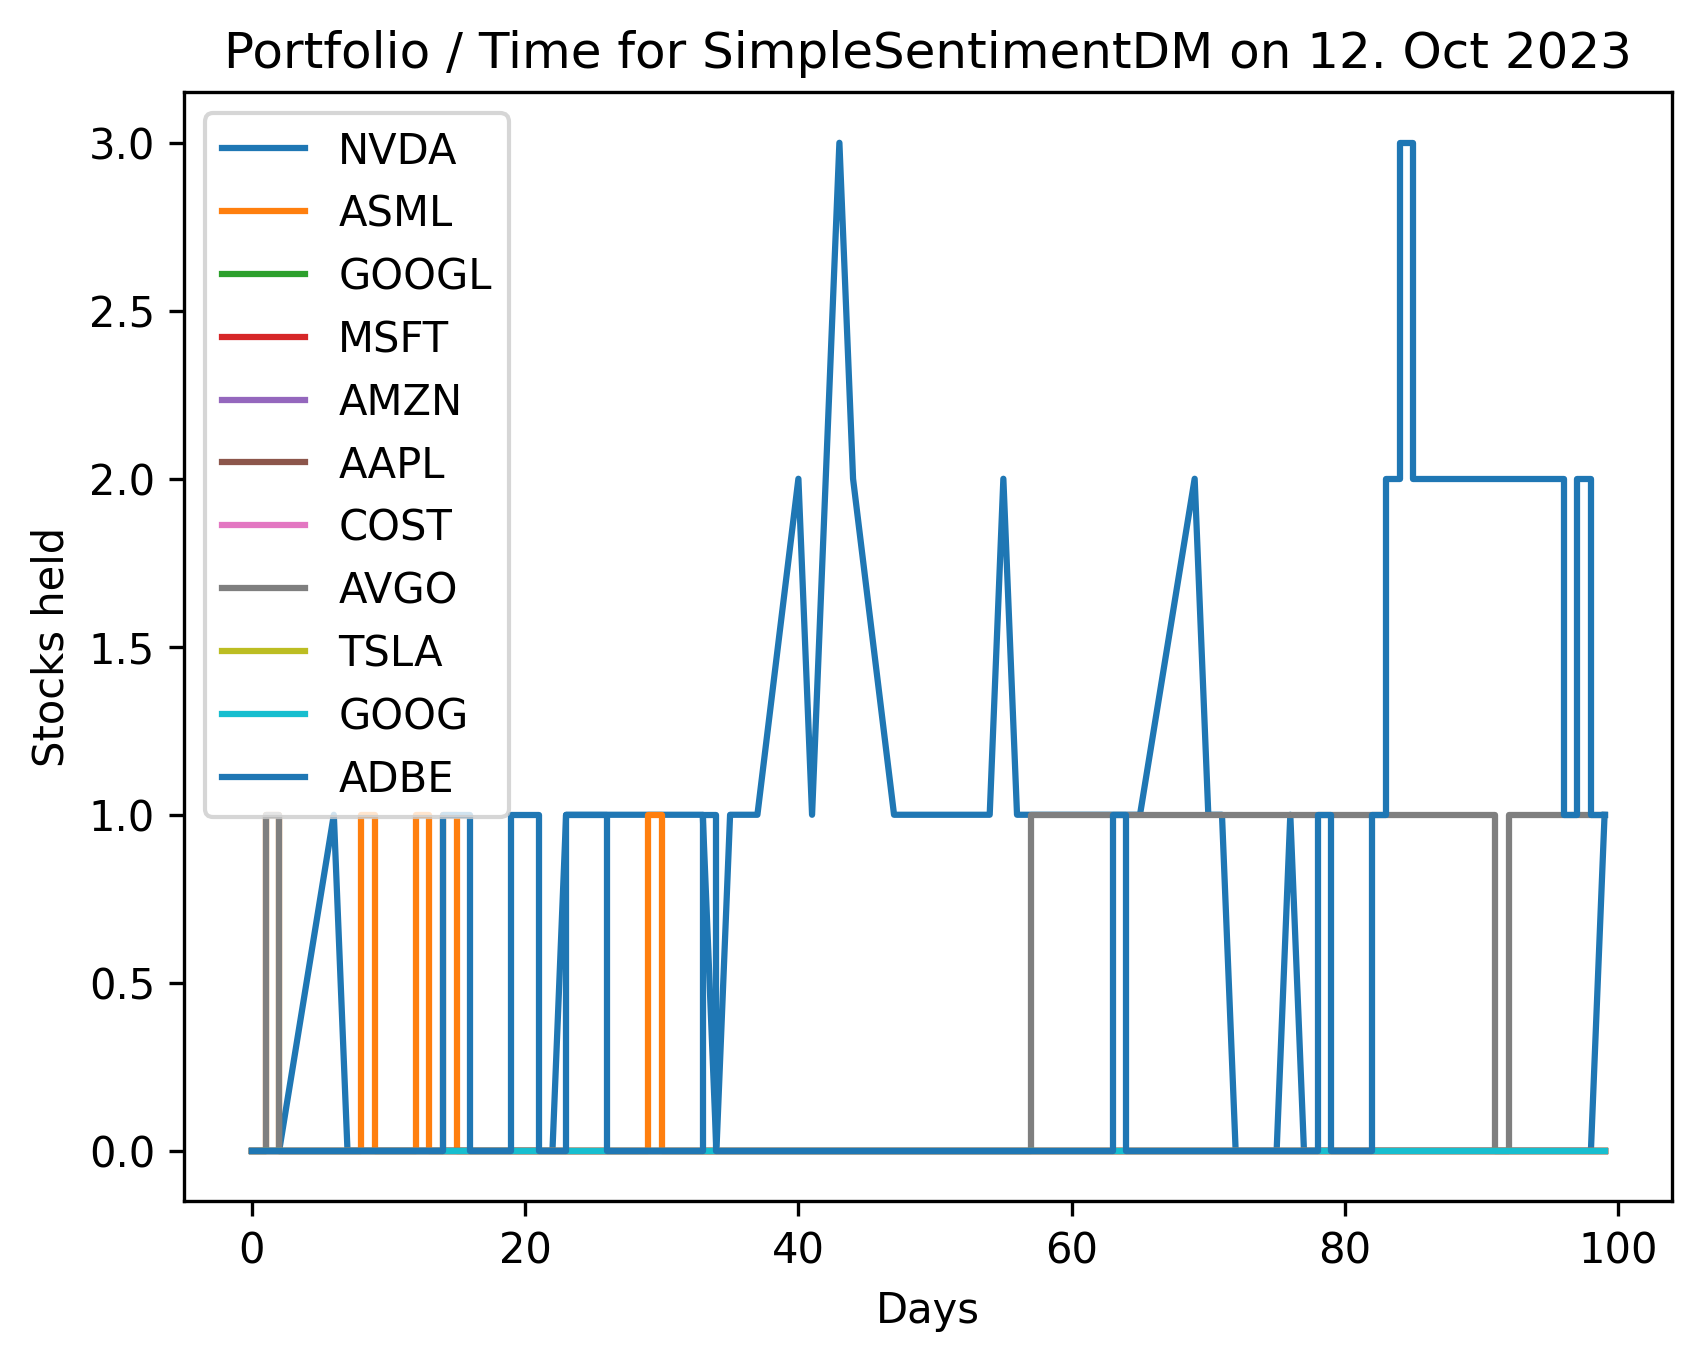 Portfolio / Time for SimpleSentimentDM on 12. Oct 2023
NVDA
ASML
GOOGL
MSFT
AMZN
AAPL
COST
AVGO
TSLA
GOOG
ADBE
3.0
2.5
2.0
1.5
1.0
0.5
0.0
Stocks held
0 20 40 60 80 100
Days